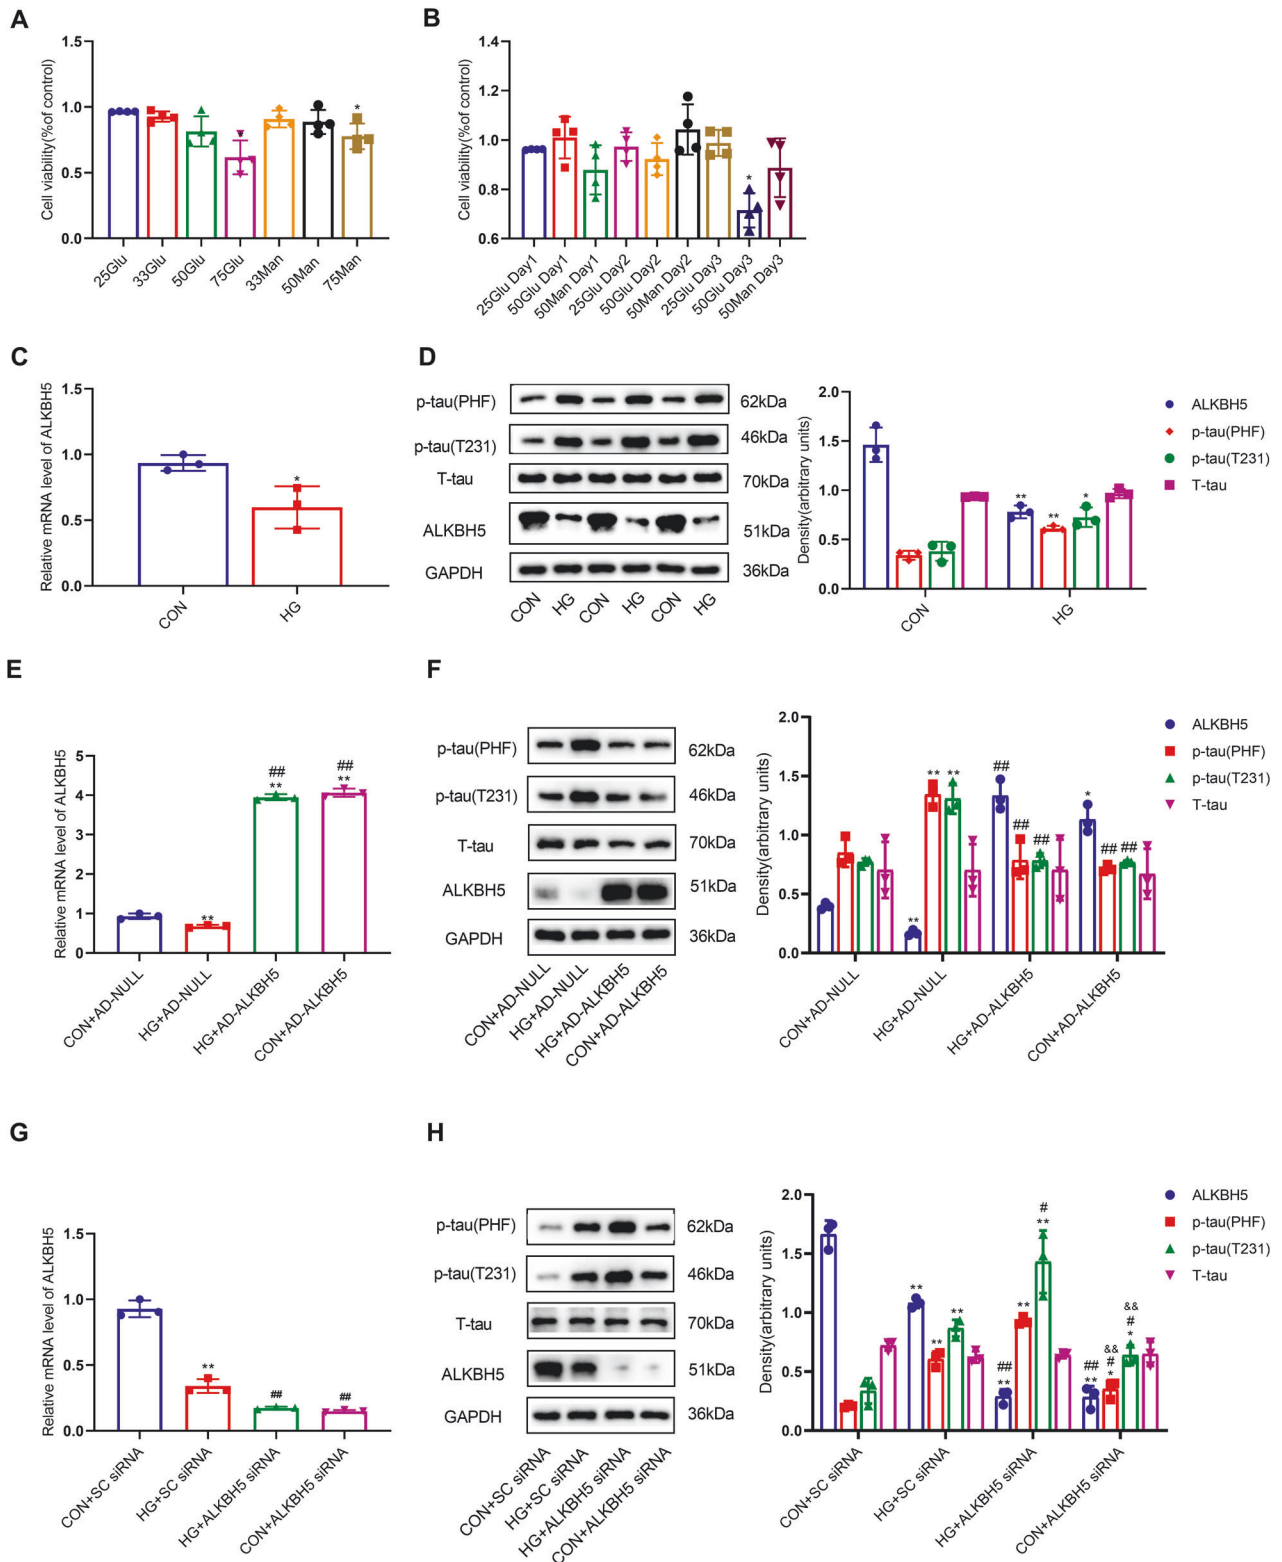 A
Cell viability(%of control)
1.5
1.0
0.5
0.0
25Glu
33Glu
50Glu
75Glu
33Man
50Man
75Man
*
*
B
Cell viability(%of control)
1.4
1.2
1.0
0.8
0.6
25Glu Day1
50Glu Day1
50Man Day1
25Glu Day2
50Glu Day2
50Man Day2
25Glu Day3
50Glu Day3
50Man Day3
*
C
Relative mRNA level of ALKBH5
1.5
1.0
0.5
0.0
CON
HG
*
D
p-tau(PHF) 62kDa
p-tau(T231) 46kDa
T-tau 70kDa
ALKBH5 51kDa
GAPDH 36kDa
CON HG CON HG CON HG
Density(arbitrary units)
2.0
1.5
1.0
0.5
0.0
CON
HG
** ** *
ALKBH5
p-tau(PHF)
p-tau(T231)
T-tau
E
Relative mRNA level of ALKBH5
5
4
3
2
1
0
CON+AD-NULL
HG+AD-NULL
HG+AD-ALKBH5
CON+AD-ALKBH5
**
##
**
##
**
F
p-tau(PHF) 62kDa
p-tau(T231) 46kDa
T-tau 70kDa
ALKBH5 51kDa
GAPDH 36kDa
CON+AD-NULL
HG+AD-NULL
HG+AD-ALKBH5
CON+AD-ALKBH5
Density(arbitrary units)
2.0
1.5
1.0
0.5
0.0
CON+AD-NULL
HG+AD-NULL
HG+AD-ALKBH5
CON+AD-ALKBH5
** ** **
## ## ##
* ## ##
ALKBH5
p-tau(PHF)
p-tau(T231)
T-tau
G
Relative mRNA level of ALKBH5
1.5
1.0
0.5
0.0
CON+SC siRNA
HG+SC siRNA
HG+ALKBH5 siRNA
CON+ALKBH5 siRNA
**
##
##
H
p-tau(PHF) 62kDa
p-tau(T231) 46kDa
T-tau 70kDa
ALKBH5 51kDa
GAPDH 36kDa
CON+SC siRNA
HG+SC siRNA
HG+ALKBH5 siRNA
CON+ALKBH5 siRNA
Density(arbitrary units)
2.0
1.5
1.0
0.5
0.0
CON+SC siRNA
HG+SC siRNA
HG+ALKBH5 siRNA
CON+ALKBH5 siRNA
**
**
**
##
**
**
#
**
##
**
&&
#
*
&&
#
*
ALKBH5
p-tau(PHF)
p-tau(T231)
T-tau